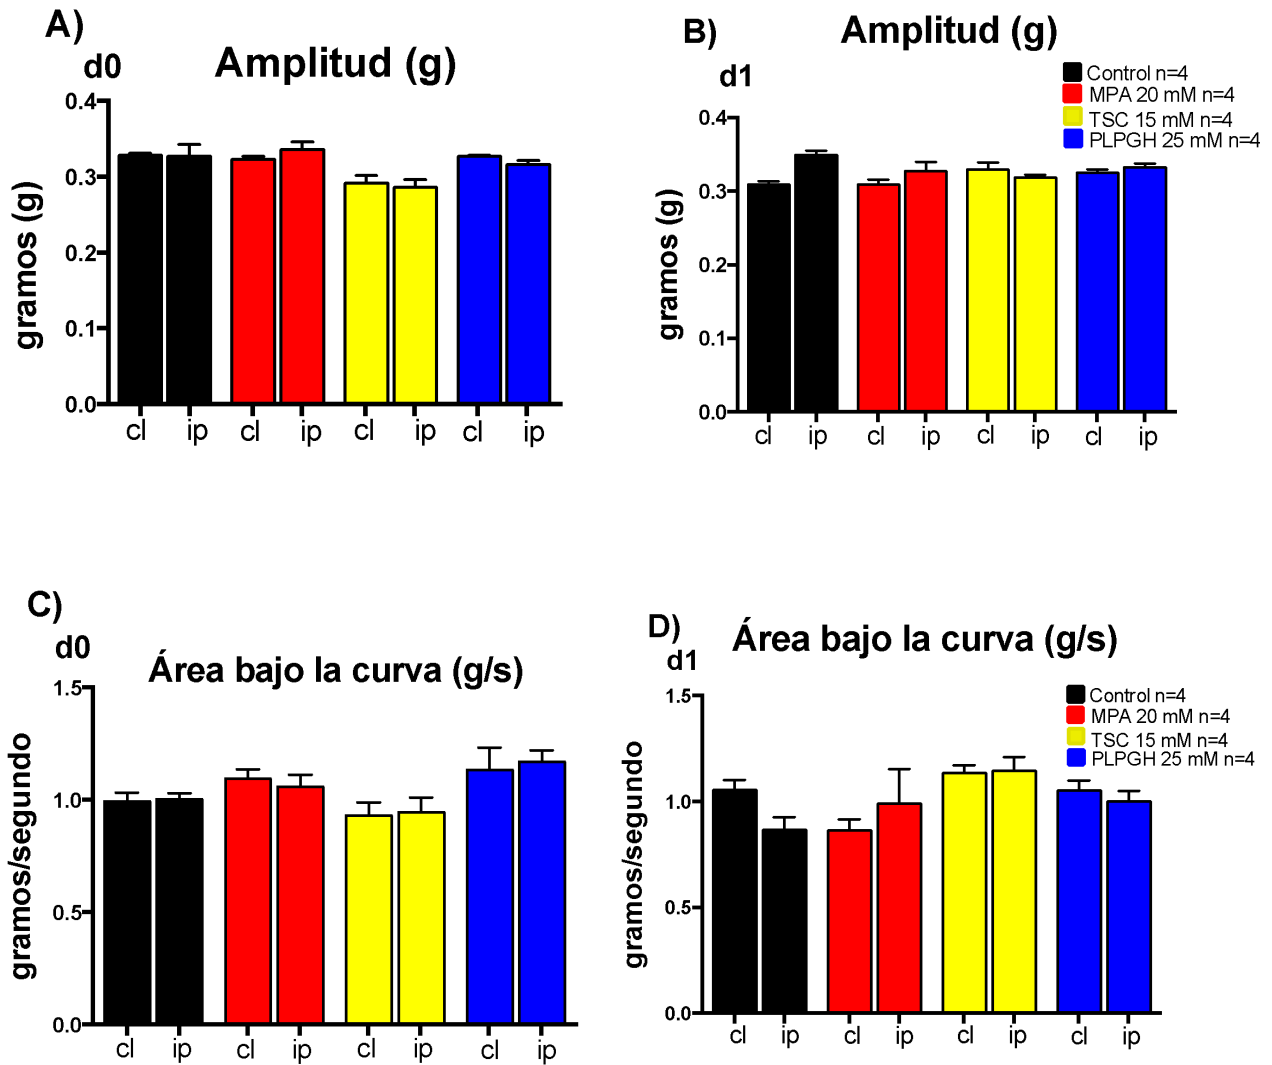 A)
d0
Amplitud (g)
gramos (g)
0.4
0.3
0.2
0.1
0.0
cl ip cl ip cl ip cl ip
B)
d1
Amplitud (g)
Control n=4
MPA 20 mM n=4
TSC 15 mM n=4
PLPGH 25 mM n=4
gramos (g)
0.4
0.3
0.2
0.1
0.0
cl ip cl ip cl ip cl ip
C)
d0
Área bajo la curva (g/s)
gramos/segundo
1.5
1.0
0.5
0.0
cl ip cl ip cl ip cl ip
D)
d1
Área bajo la curva (g/s)
Control n=4
MPA 20 mM n=4
TSC 15 mM n=4
PLPGH 25 mM n=4
gramos/segundo
1.5
1.0
0.5
0.0
cl ip cl ip cl ip cl ip